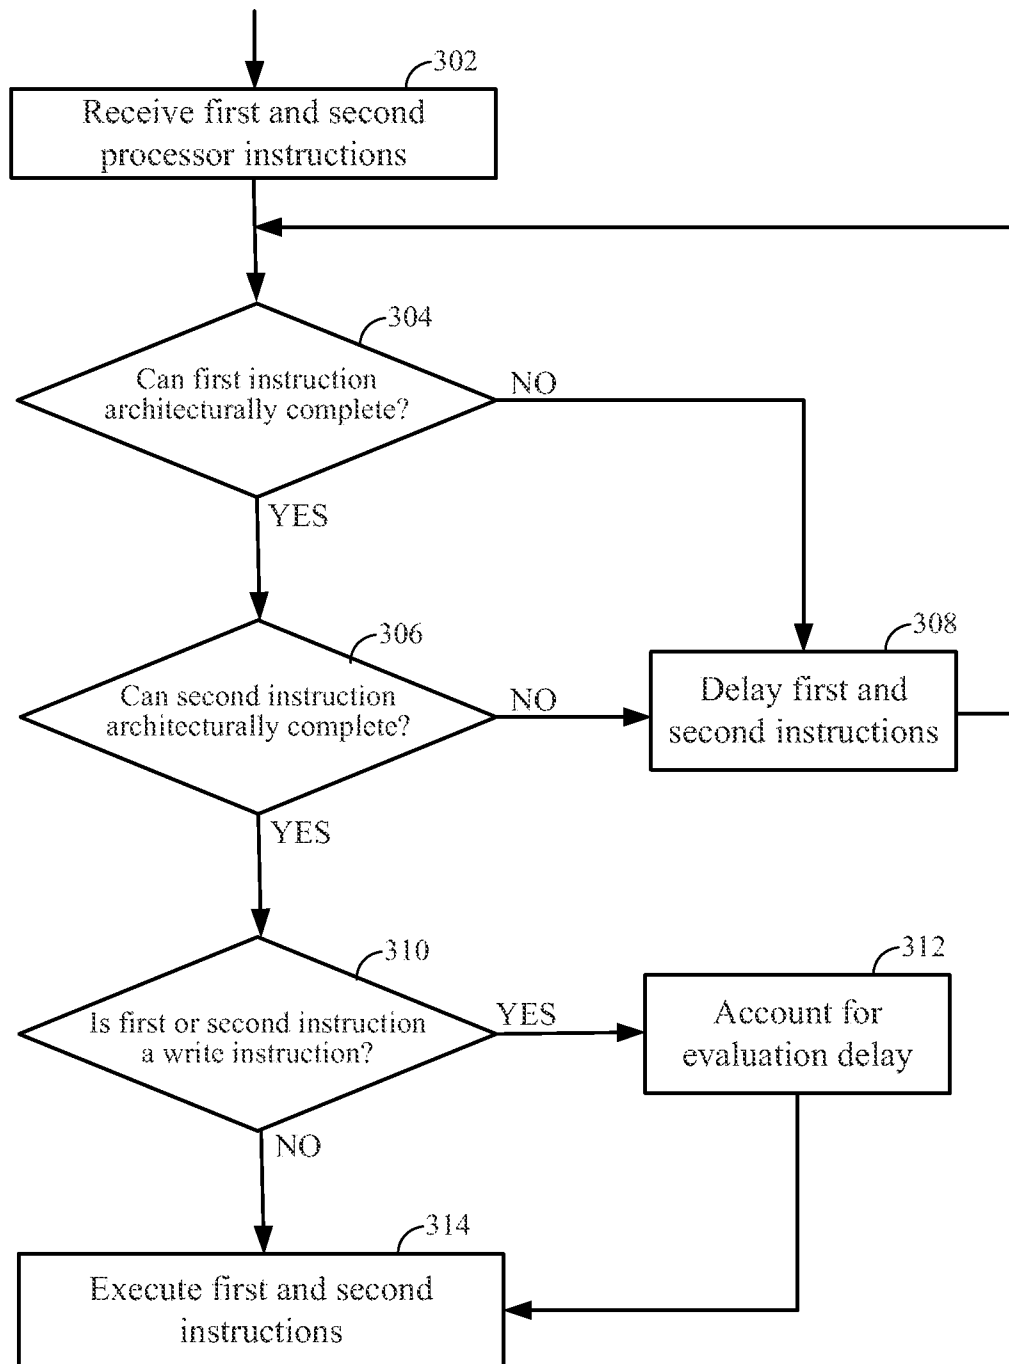 302
Receive first and second
processor instructions
304
Can first instruction
architecturally complete?
NO
YES
306
Can second instruction
architecturally complete?
NO
308
Delay first and
second instructions
YES
310
Is first or second instruction
a write instruction?
YES
312
Account for
evaluation delay
NO
314
Execute first and second
instructions